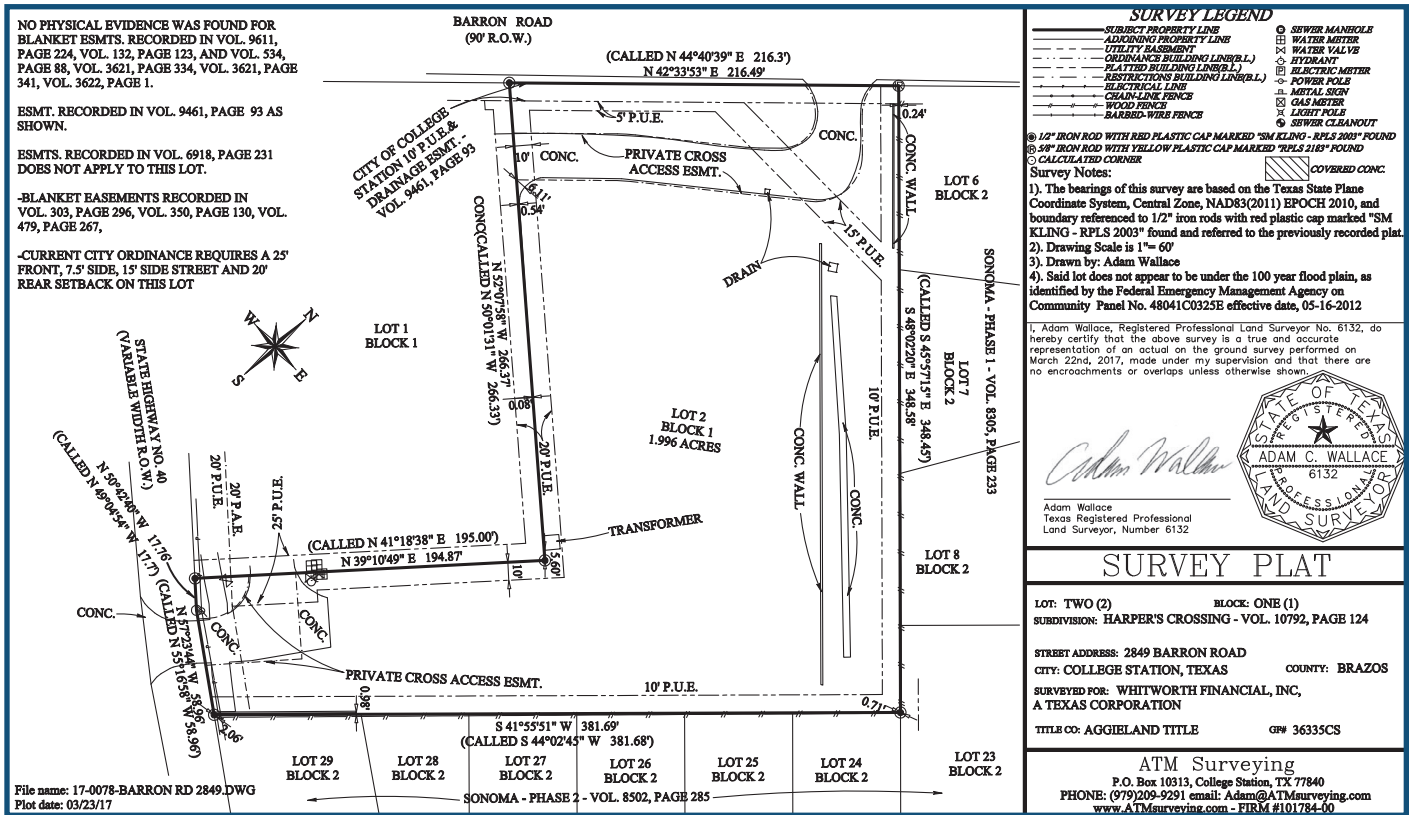 NO PHYSICAL EVIDENCE WAS FOUND FOR
BLANKET ESMTS. RECORDED IN VOL. 9611,
PAGE 224, VOL. 132, PAGE 123, AND VOL. 534,
PAGE 88, VOL. 3621, PAGE 334, VOL. 3621, PAGE
341, VOL. 3622, PAGE 1.
ESMT. RECORDED IN VOL. 9461, PAGE 93 AS
SHOWN.
ESMTS. RECORDED IN VOL. 6918, PAGE 231
DOES NOT APPLY TO THIS LOT.
-BLANKET EASEMENTS RECORDED IN
VOL. 303, PAGE 296, VOL. 350, PAGE 130, VOL.
479, PAGE 267,
-CURRENT CITY ORDINANCE REQUIRES A 25'
FRONT, 7.5' SIDE, 15' SIDE STREET AND 20'
REAR SETBACK ON THIS LOT
BARRON ROAD
(90' R.O.W.)
(CALLED N 44°40'39" E 216.3')
N 42°33'53" E 216.49'
CITY OF COLLEGE
STATION 10' P.U.E.&
DRAINAGE ESMT. -
VOL. 9461, PAGE 93
5' P.U.E.
10'
CONC.
PRIVATE CROSS
ACCESS ESMT.
CONC.
0.24'
CONC. WALL
LOT 6
BLOCK 2
6.11'
0.54'
CONC
15' P.U.E.
DRAIN
N 52°07'58" W 266.37'
(CALLED N 50°01'31" W 266.33')
W
N
S
E
LOT 1
BLOCK 1
0.08'
20' P.U.E.
LOT 2
BLOCK 1
1.996 ACRES
10' P.U.E.
CONC. WALL
CONC.
(CALLED S 45°57'15" E 348.45')
S 48°02'20" E 348.58'
SONOMA - PHASE 1 - VOL. 8305, PAGE 233
LOT 7
BLOCK 2
LOT 8
BLOCK 2
STATE HIGHWAY NO. 40
(VARIABLE WIDTH R.O.W.)
N 50°42'40" W 17.76'
(CALLED N 49°04'54" W 17.7')
20' P.U.E.
20' P.A.E.
25' P.U.E.
TRANSFORMER
(CALLED N 41°18'38" E 195.00')
N 39°10'49" E 194.87'
10'
5.60'
CONC.
CONC.
CONC.
N 57°23'44" W 58.96'
(CALLED N 55°16'58" W 58.96')
PRIVATE CROSS ACCESS ESMT.
0.98'
10' P.U.E.
0.71'
2.06'
S 41°55'51" W 381.69'
(CALLED S 44°02'45" W 381.68')
LOT 29
BLOCK 2
LOT 28
BLOCK 2
LOT 27
BLOCK 2
LOT 26
BLOCK 2
LOT 25
BLOCK 2
LOT 24
BLOCK 2
LOT 23
BLOCK 2
SONOMA - PHASE 2 - VOL. 8502, PAGE 285
File name: 17-0078-BARRON RD 2849.DWG
Plot date: 03/23/17
SURVEY LEGEND
SUBJECT PROPERTY LINE
ADJOINING PROPERTY LINE
UTILITY EASEMENT
ORDINANCE BUILDING LINE(B.L.)
PLATTED BUILDING LINE(B.L.)
RESTRICTIONS BUILDING LINE(B.L.)
ELECTRICAL LINE
CHAIN-LINK FENCE
WOOD FENCE
BARBED-WIRE FENCE
SEWER MANHOLE
WATER METER
WATER VALVE
HYDRANT
ELECTRIC METER
POWER POLE
METAL SIGN
GAS METER
LIGHT POLE
SEWER CLEANOUT
1/2" IRON ROD WITH RED PLASTIC CAP MARKED "SM KLING - RPLS 2003" FOUND
5/8" IRON ROD WITH YELLOW PLASTIC CAP MARKED "RPLS 2183" FOUND
CALCULATED CORNER
COVERED CONC.
Survey Notes:
1). The bearings of this survey are based on the Texas State Plane
Coordinate System, Central Zone, NAD83(2011) EPOCH 2010, and
boundary referenced to 1/2" iron rods with red plastic cap marked "SM
KLING - RPLS 2003" found and referred to the previously recorded plat.
2). Drawing Scale is 1"= 60'
3). Drawn by: Adam Wallace
4). Said lot does not appear to be under the 100 year flood plain, as
identified by the Federal Emergency Management Agency on
Community Panel No. 48041C0325E effective date, 05-16-2012
I, Adam Wallace, Registered Professional Land Surveyor No. 6132, do
hereby certify that the above survey is a true and accurate
representation of an actual on the ground survey performed on
March 22nd, 2017, made under my supervision and that there are
no encroachments or overlaps unless otherwise shown.
Adam Wallace
STATE OF TEXAS
REGISTERED
ADAM C. WALLACE
6132
PROFESSIONAL
LAND SURVEYOR
Adam Wallace
Texas Registered Professional
Land Surveyor, Number 6132
SURVEY PLAT
LOT: TWO (2) BLOCK: ONE (1)
SUBDIVISION: HARPER'S CROSSING - VOL. 10792, PAGE 124
STREET ADDRESS: 2849 BARRON ROAD
CITY: COLLEGE STATION, TEXAS COUNTY: BRAZOS
SURVEYED FOR: WHITWORTH FINANCIAL, INC,
A TEXAS CORPORATION
TITLE CO: AGGIELAND TITLE GF# 36335CS
ATM Surveying
P.O. Box 10313, College Station, TX 77840
PHONE: (979)209-9291 email: Adam@ATMsurveying.com
www.ATMsurveying.com - FIRM #101784-00